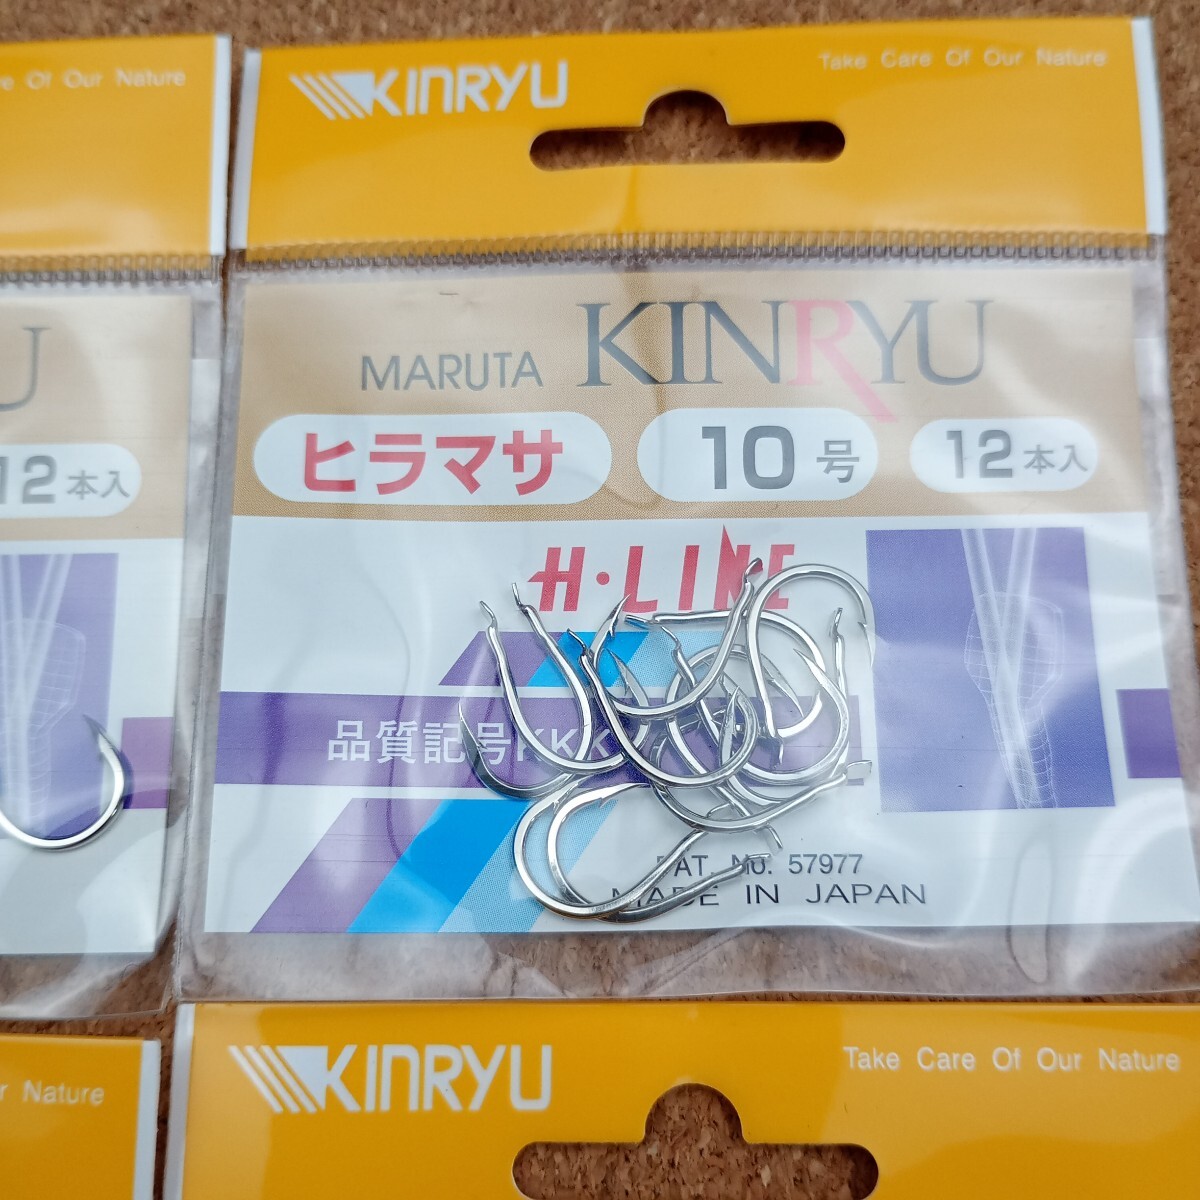 e Of Our Nature
KINRYU
Take Care Of Our Nature
MARUTA KINRYU
ヒラマサ 10号 12本入
U
12本入
H・LINE
品質記号KKK
PAT. No. 57977
MADE IN JAPAN
r Nature
KINRYU
Take Care Of Our Nature